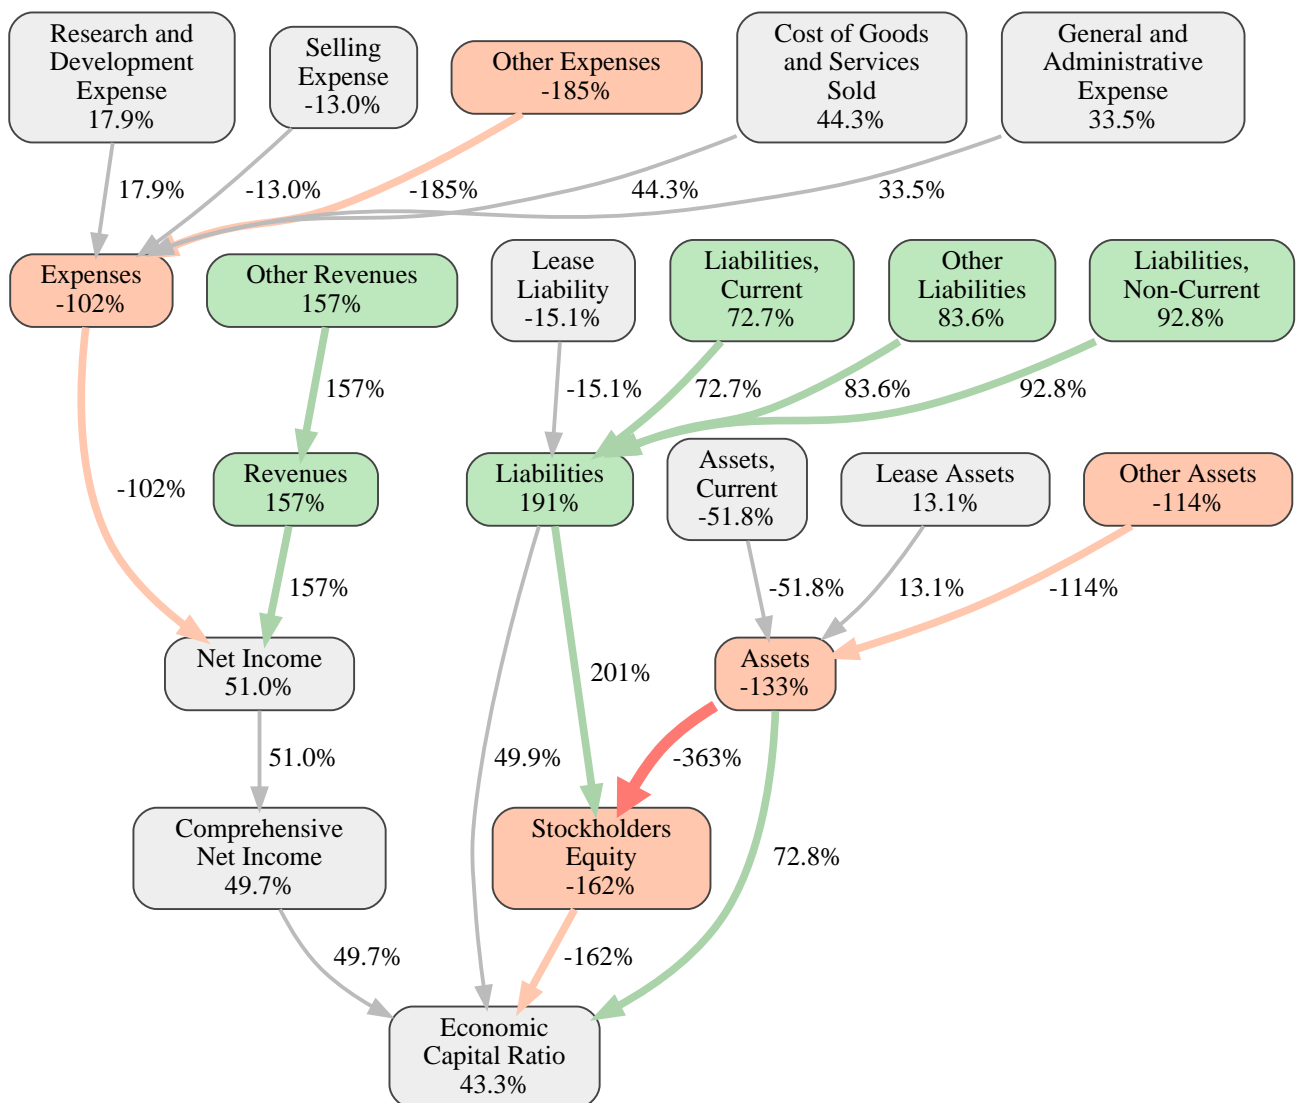 Research and
Development
Expense
17.9%
Selling
Expense
-13.0%
Other Expenses
-185%
Cost of Goods
and Services
Sold
44.3%
General and
Administrative
Expense
33.5%
17.9%
-13.0%
-185%
44.3%
33.5%
Expenses
-102%
Other Revenues
157%
Lease
Liability
-15.1%
Liabilities,
Current
72.7%
Other
Liabilities
83.6%
Liabilities,
Non-Current
92.8%
157%
-15.1%
72.7%
83.6%
92.8%
-102%
Revenues
157%
Liabilities
191%
Assets,
Current
-51.8%
Lease Assets
13.1%
Other Assets
-114%
157%
-51.8%
13.1%
-114%
Net Income
51.0%
201%
Assets
-133%
51.0%
49.9%
-363%
Comprehensive
Net Income
49.7%
Stockholders
Equity
-162%
72.8%
49.7%
-162%
Economic
Capital Ratio
43.3%